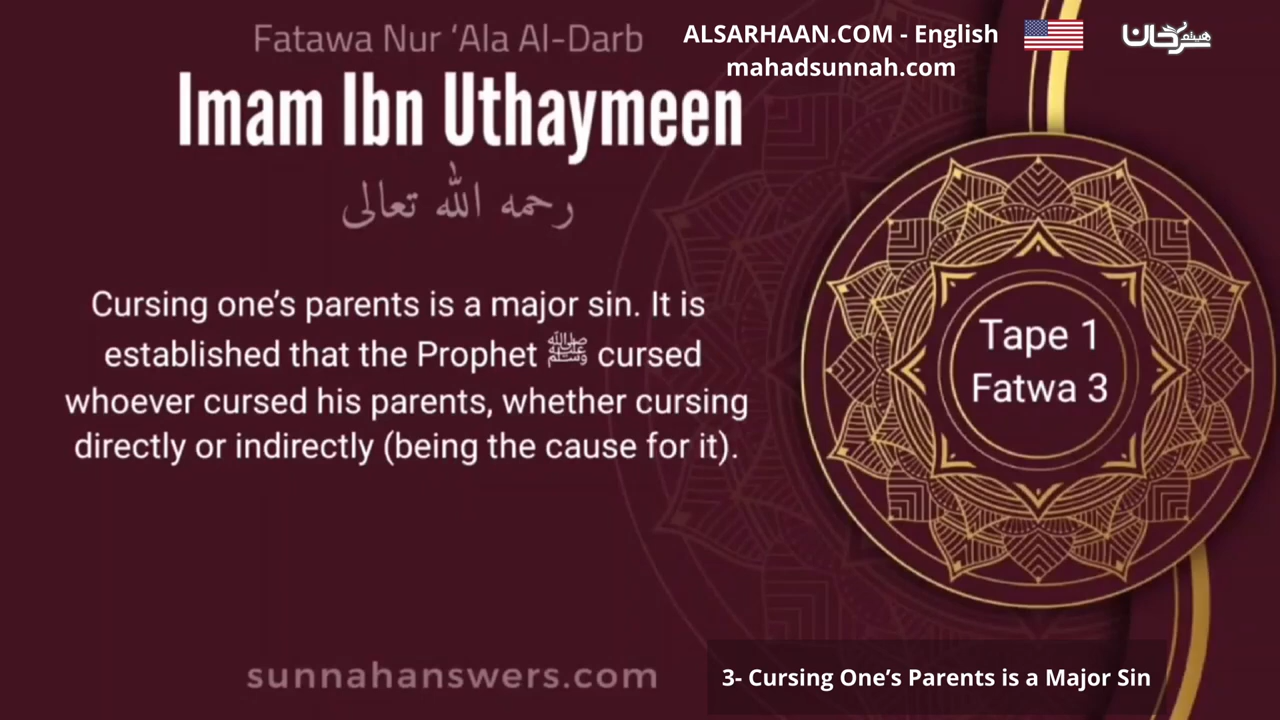 Fatawa Nur ‘Ala Al-Darb
ALSARHAAN.COM - English
mahadsunnah.com
هيثم سرحان
Imam Ibn Uthaymeen
رحمه الله تعالى
Cursing one’s parents is a major sin. It is
established that the Prophet ﷺ cursed
whoever cursed his parents, whether cursing
directly or indirectly (being the cause for it).
Tape 1
Fatwa 3
sunnahanswers.com
3- Cursing One’s Parents is a Major Sin